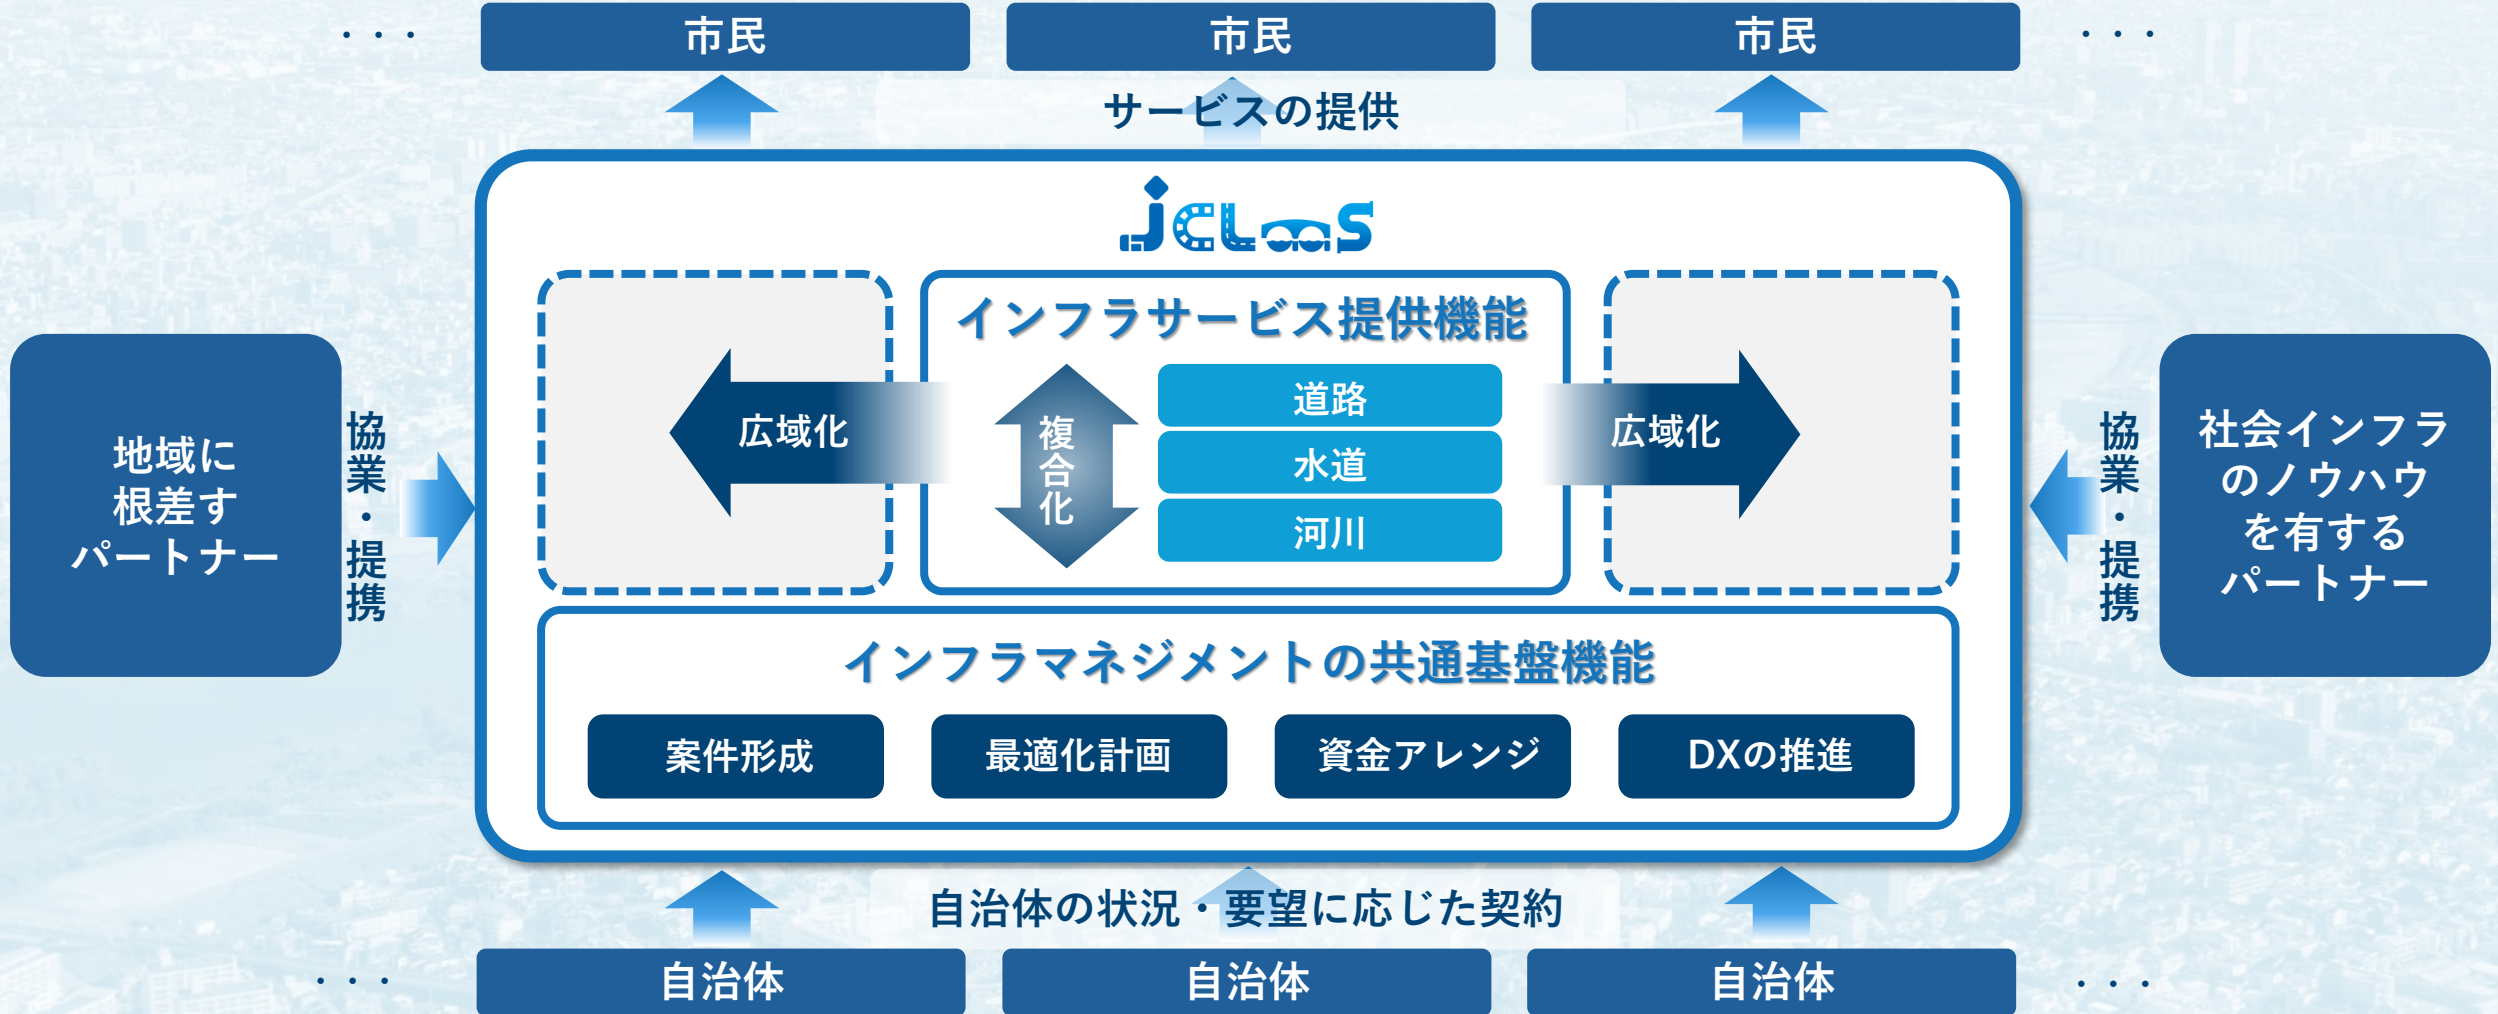 ・・・
市民
市民
市民
・・・
サービスの提供
JCLaaS
インフラサービス提供機能
広域化
複合化
道路
水道
河川
広域化
地域に
根差す
パートナー
協業・提携
協業・提携
社会インフラ
のノウハウ
を有する
パートナー
インフラマネジメントの共通基盤機能
案件形成
最適化計画
資金アレンジ
DXの推進
自治体の状況・要望に応じた契約
・・・
自治体
自治体
自治体
・・・